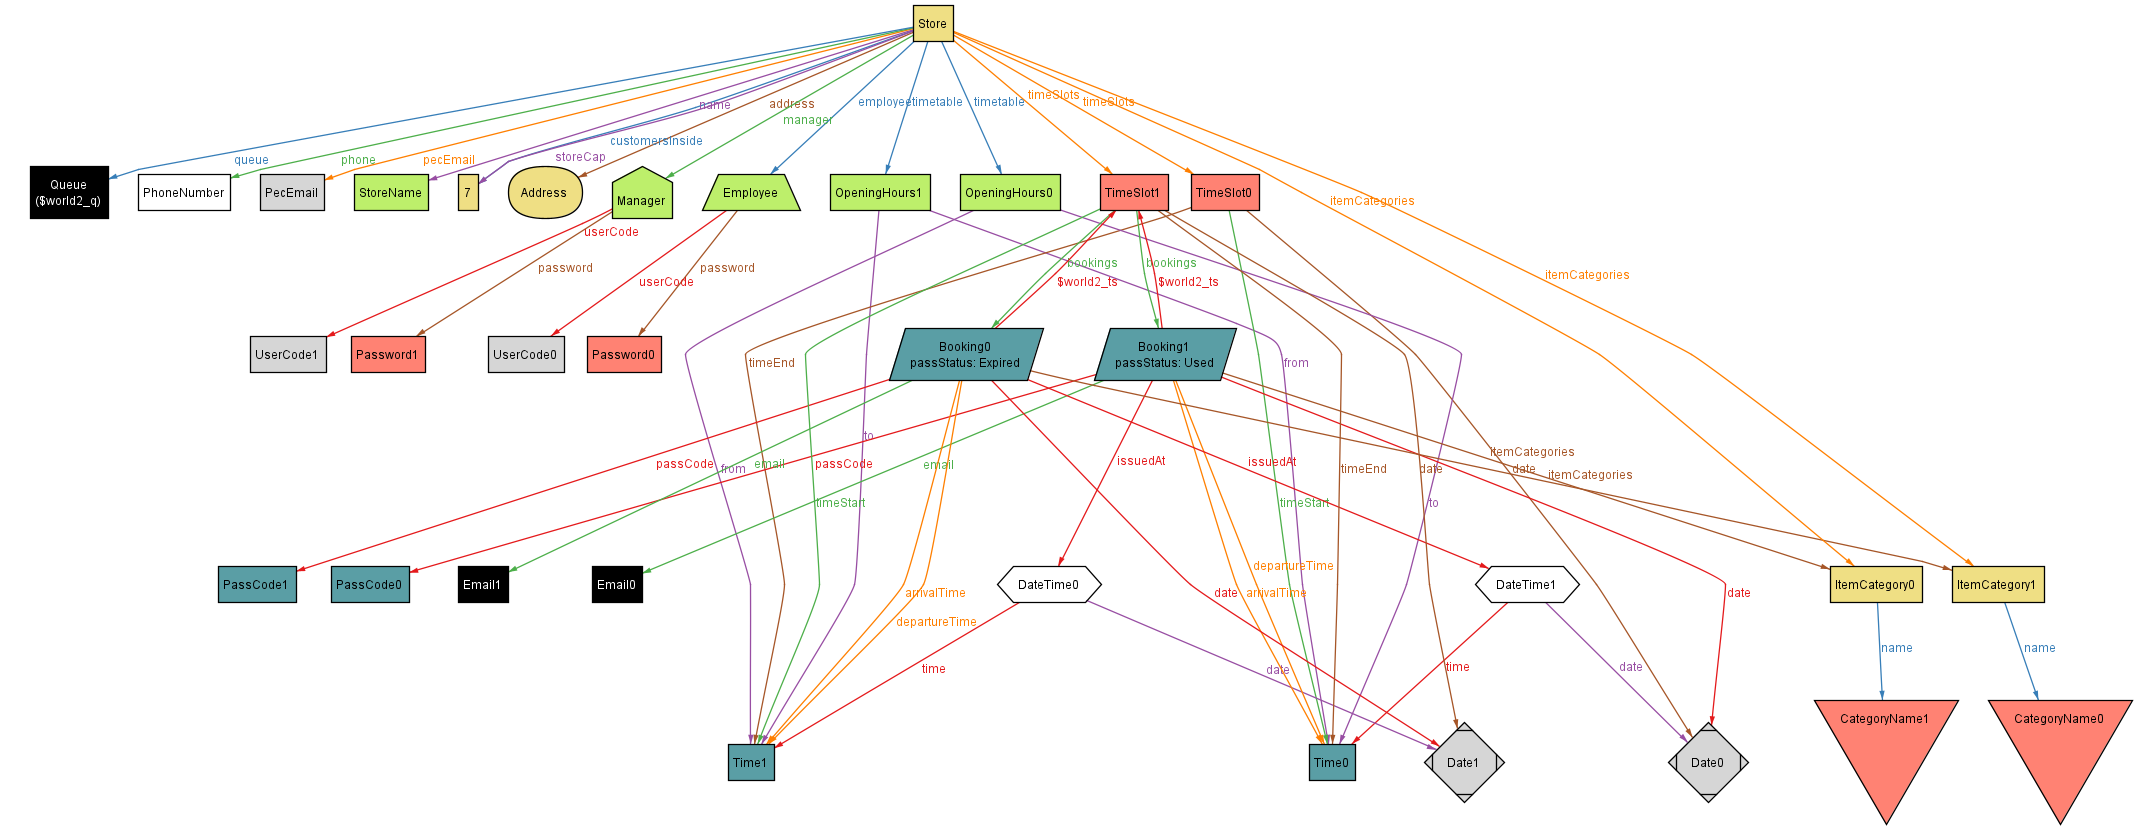 Store
employee
timetable
timetable
timeSlots
timeSlots
name
address
manager
customersInside
storeCap
queue
phone
pecEmail
itemCategories
itemCategories
Queue
($world2_q)
PhoneNumber
PecEmail
StoreName
7
Address
Manager
Employee
OpeningHours1
OpeningHours0
TimeSlot1
TimeSlot0
userCode
password
userCode
password
bookings
bookings
$world2_ts
$world2_ts
UserCode1
Password1
UserCode0
Password0
Booking0
passStatus: Expired
Booking1
passStatus: Used
timeEnd
from
to
passCode
from
email
passCode
email
issuedAt
issuedAt
timeEnd
date
itemCategories
date
itemCategories
timeStart
timeStart
to
departureTime
PassCode1
PassCode0
Email1
Email0
DateTime0
DateTime1
ItemCategory0
ItemCategory1
arrivalTime
date
arrivalTime
date
departureTime
time
date
time
date
name
name
CategoryName1
CategoryName0
Time1
Time0
Date1
Date0